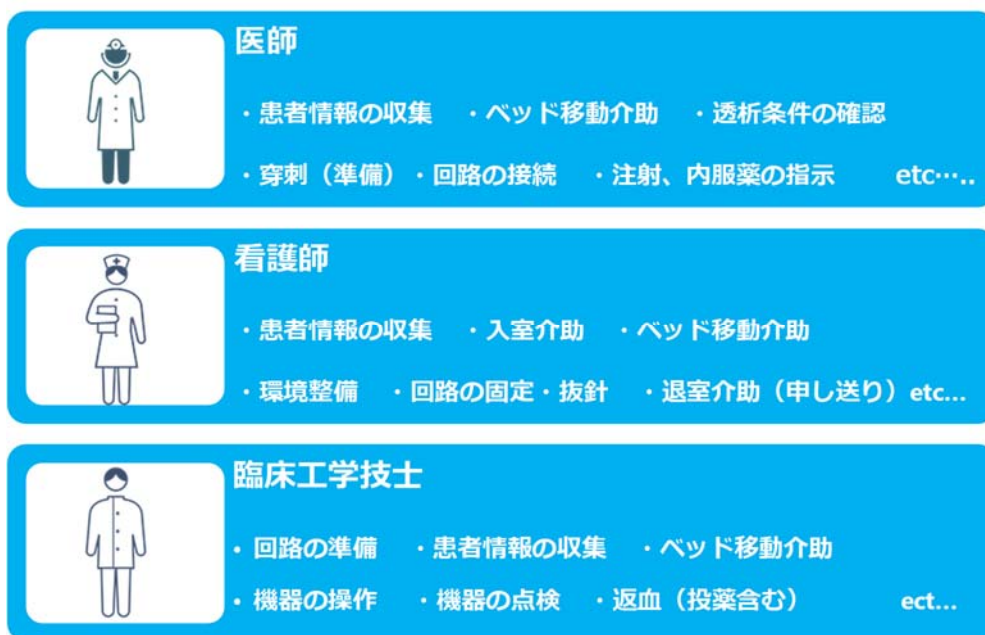 医師
・患者情報の収集 ・ベッド移動介助 ・透析条件の確認
・穿刺（準備）・回路の接続 ・注射、内服薬の指示 etc…..
看護師
・患者情報の収集 ・入室介助 ・ベッド移動介助
・環境整備 ・回路の固定・抜針 ・退室介助（申し送り）etc...
臨床工学技士
・回路の準備 ・患者情報の収集 ・ベッド移動介助
・機器の操作 ・機器の点検 ・返血（投薬含む） ect...